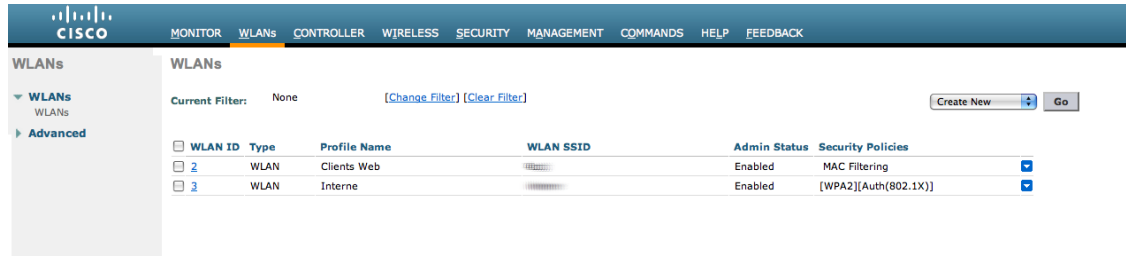 CISCO
MONITOR WLANs CONTROLLER WIRELESS SECURITY MANAGEMENT COMMANDS HELP FEEDBACK
WLANs
WLANs
WLANs
Advanced
WLANs
Current Filter: None [Change Filter] [Clear Filter]
Create New Go
WLAN ID Type Profile Name WLAN SSID Admin Status Security Policies
2 WLAN Clients Web Enabled MAC Filtering
3 WLAN Interne Enabled [WPA2][Auth(802.1X)]